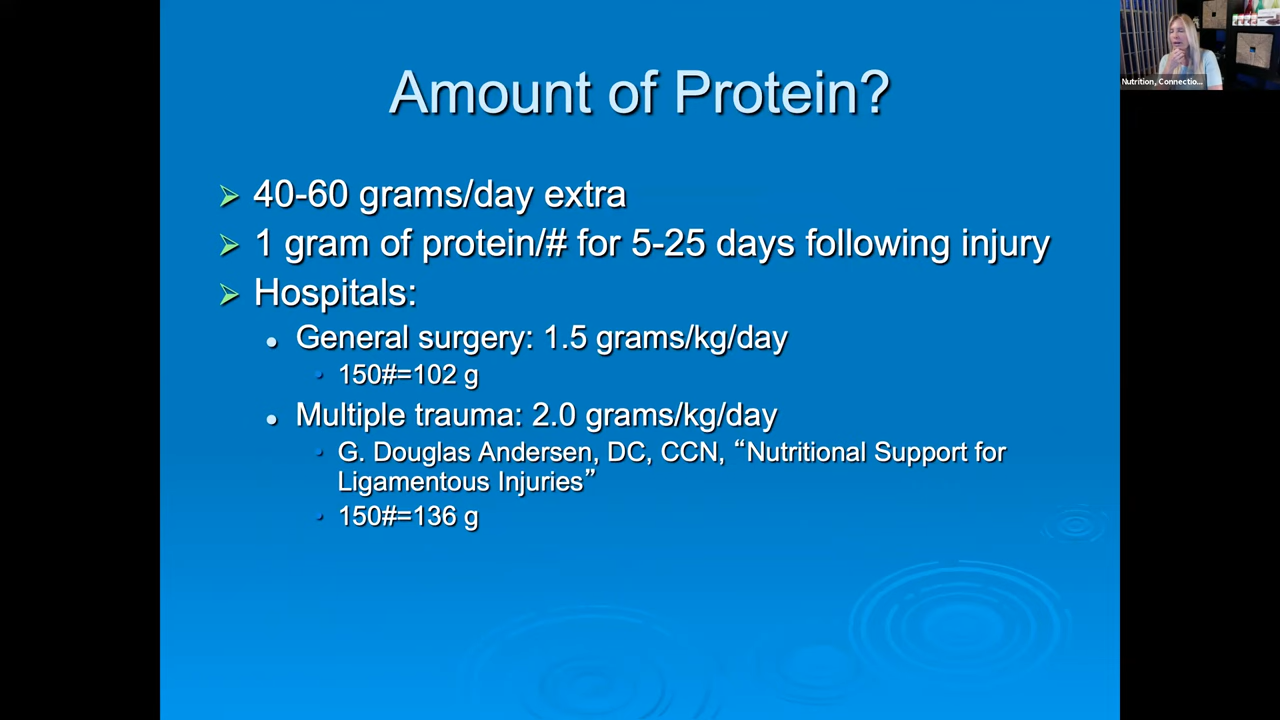 Amount of Protein?
40-60 grams/day extra
1 gram of protein/# for 5-25 days following injury
Hospitals:
General surgery: 1.5 grams/kg/day
150#=102 g
Multiple trauma: 2.0 grams/kg/day
G. Douglas Andersen, DC, CCN, “Nutritional Support for
Ligamentous Injuries”
150#=136 g
Nutrition, Connectio...